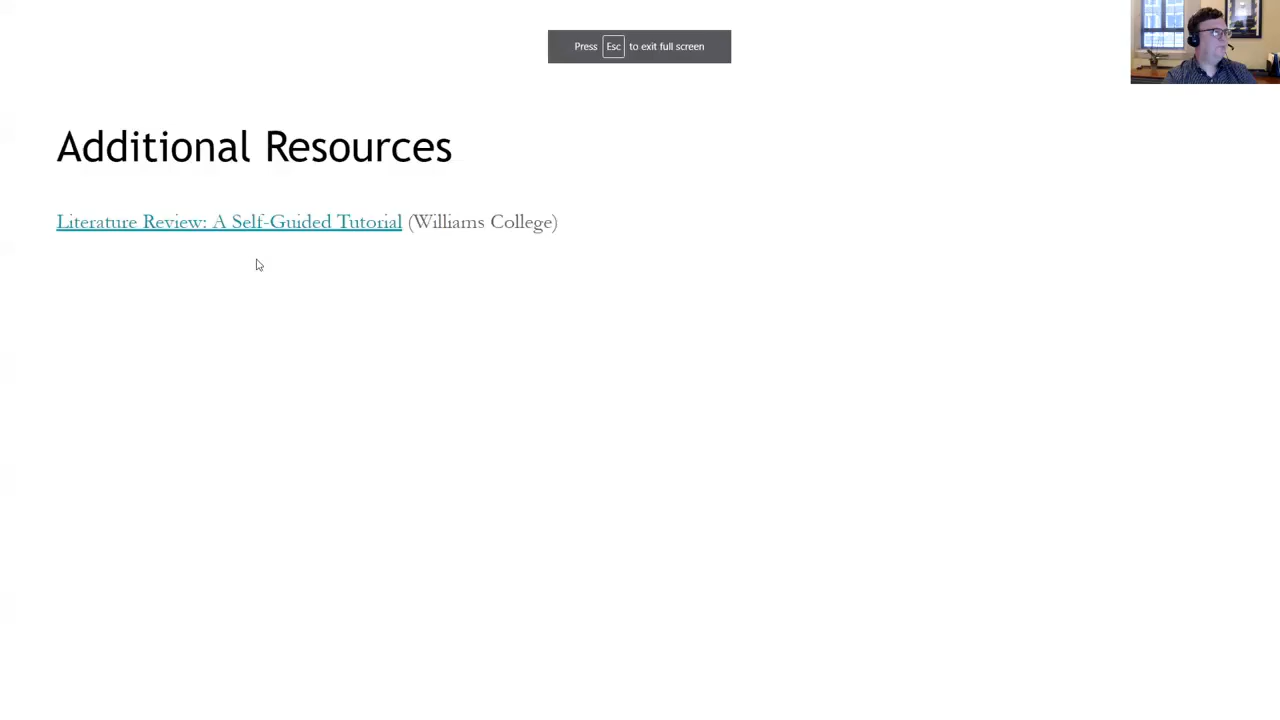 Press Esc to exit full screen
Additional Resources
Literature Review: A Self-Guided Tutorial (Williams College)